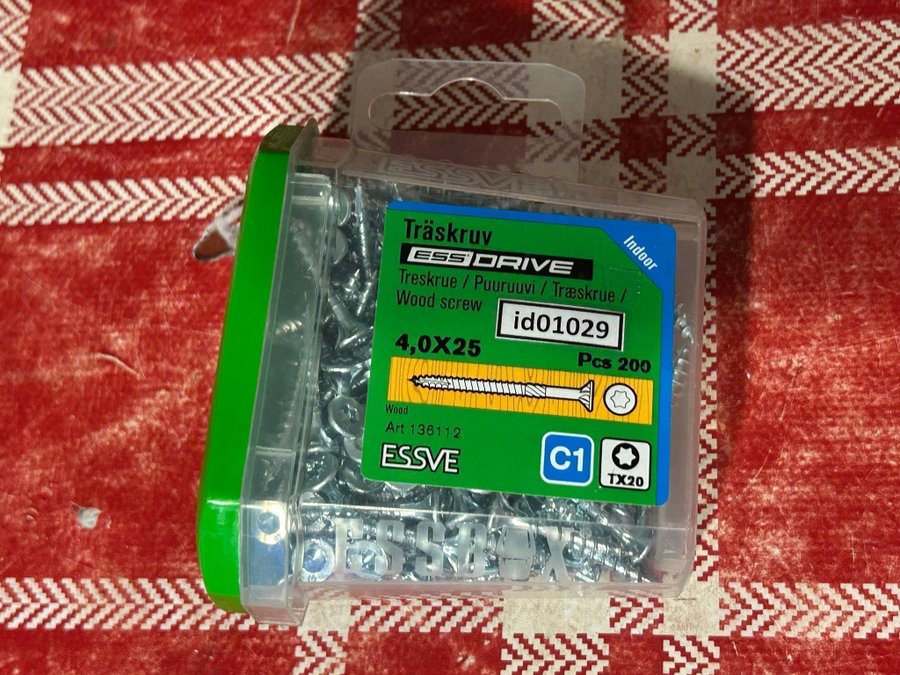 ESSVE
Träskruv
Indoor
ESSDRIVE
Treskrue / Puuruuvi / Træskrue /
Wood screw
id01029
4,0X25
Pcs 200
Wood
Art 136112
ESSVE
C1
TX20
ESSBOX